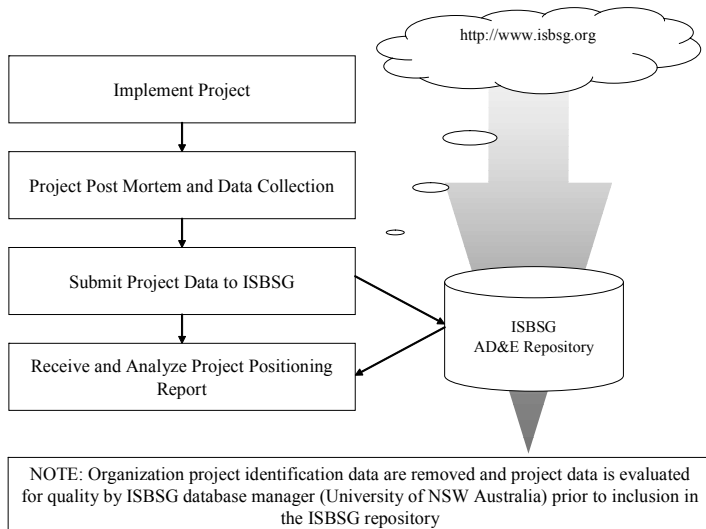 http://www.isbsg.org
Implement Project
Project Post Mortem and Data Collection
Submit Project Data to ISBSG
ISBSG
AD&E Repository
Receive and Analyze Project Positioning
Report
NOTE: Organization project identification data are removed and project data is evaluated
for quality by ISBSG database manager (University of NSW Australia) prior to inclusion in
the ISBSG repository